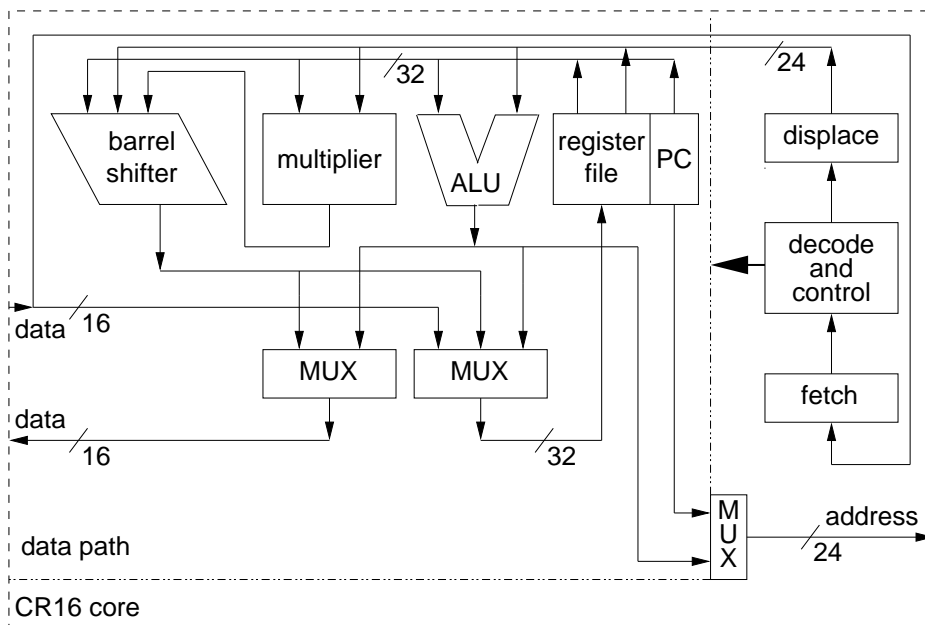 32
24
barrel
shifter
multiplier
ALU
register
file
PC
displace
decode
and
control
data
16
MUX
MUX
fetch
data
16
32
M
U
X
address
24
data path
CR16 core